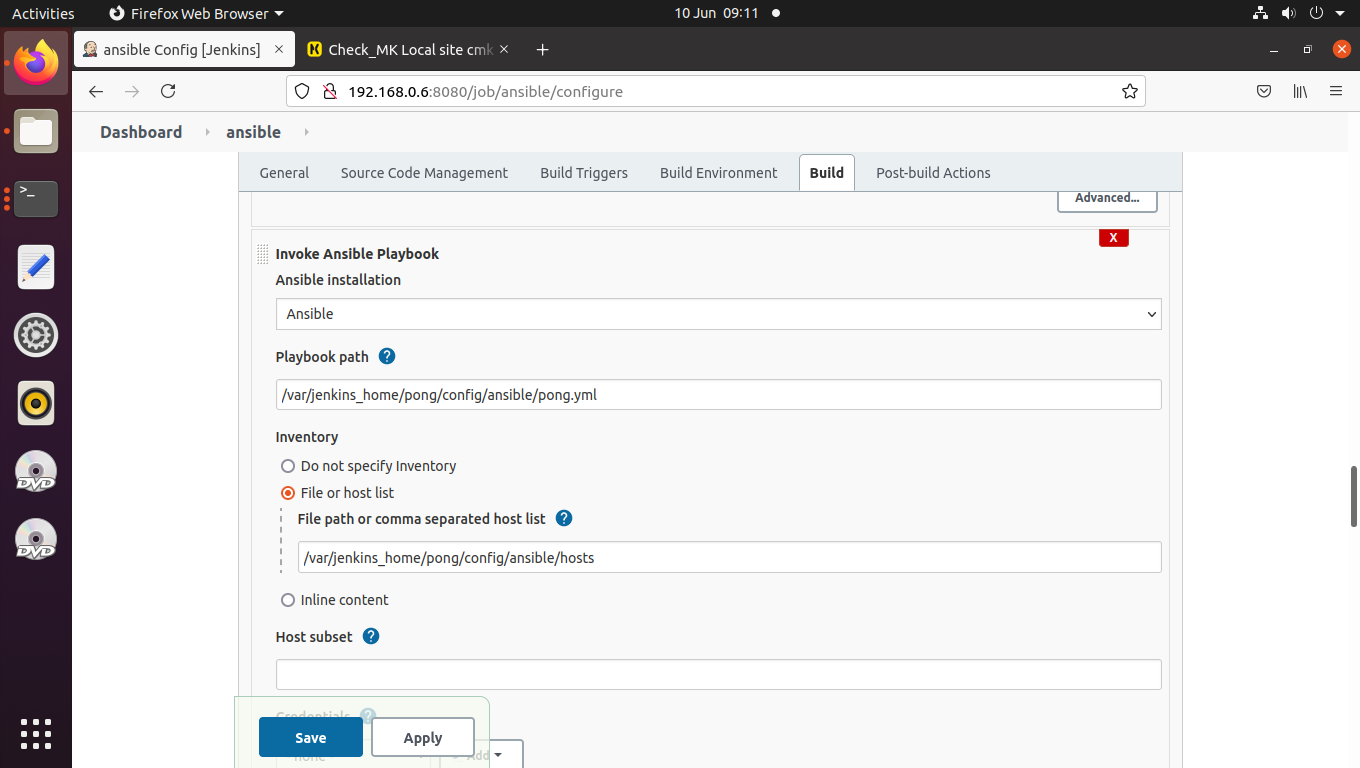 Activities Firefox Web Browser 10 Jun 09:11
ansible Config [Jenkins] Check_MK Local site cmk
192.168.0.6:8080/job/ansible/configure
Dashboard ansible
General Source Code Management Build Triggers Build Environment Build Post-build Actions
Advanced...
X
Invoke Ansible Playbook
Ansible installation
Ansible
Playbook path ?
/var/jenkins_home/pong/config/ansible/pong.yml
Inventory
Do not specify Inventory
File or host list
File path or comma separated host list ?
/var/jenkins_home/pong/config/ansible/hosts
Inline content
Host subset ?
Credentials ?
Save Apply
none Add
>_
DVD
DVD